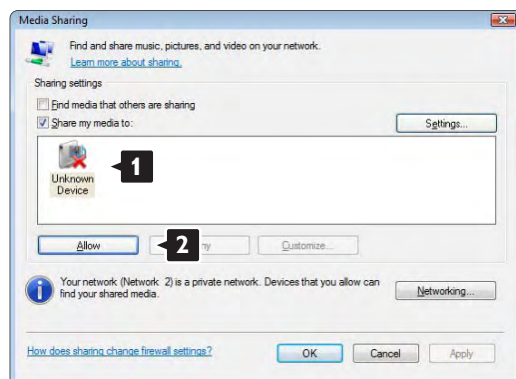 Media Sharing
Find and share music, pictures, and video on your network.
Learn more about sharing.
Sharing settings
Find media that others are sharing
Share my media to:
Settings...
1
Unknown
Device
Allow
2
ny
Customize...
Your network (Network 2) is a private network. Devices that you allow can
find your shared media.
Networking...
How does sharing change firewall settings?
OK
Cancel
Apply